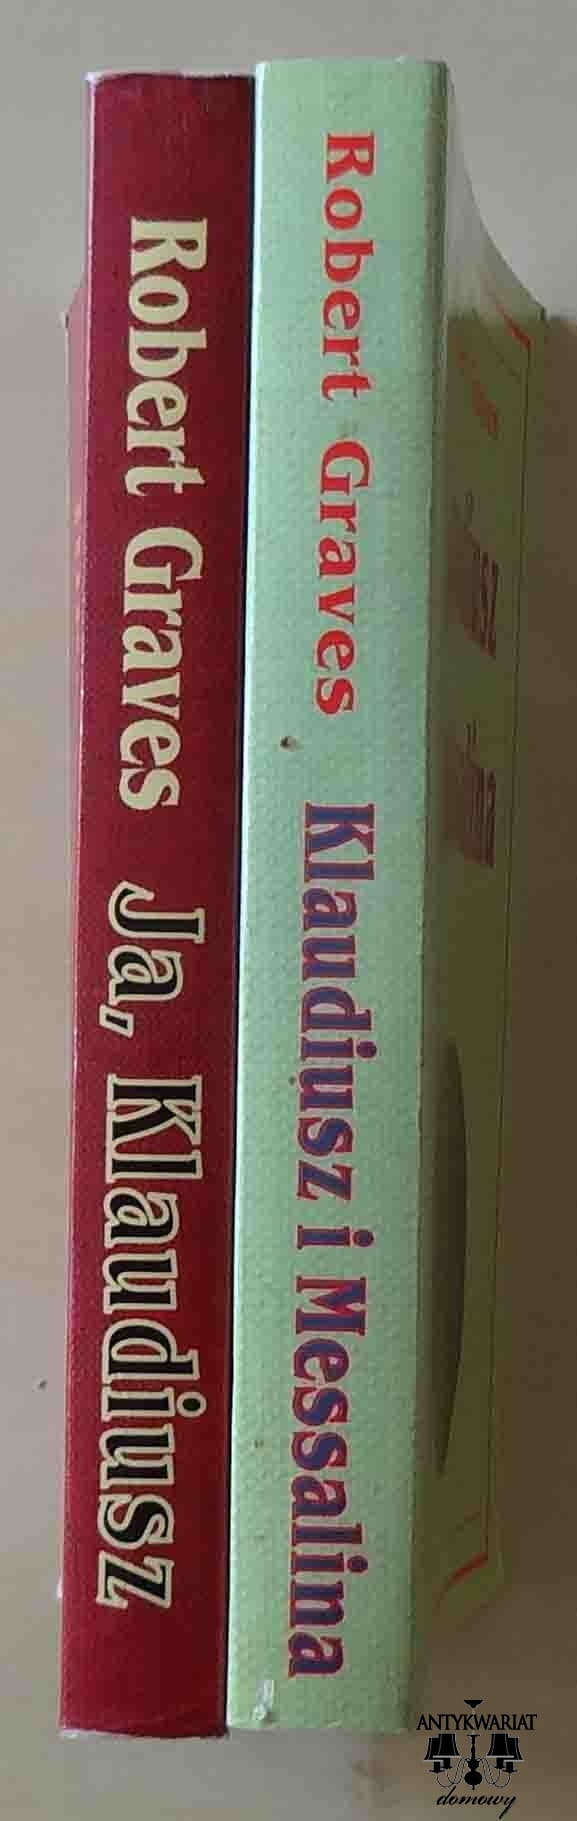 Robert Graves Ja, Klaudiusz
Robert Graves Klaudiusz i Messalina
ANTYKWARIAT
domowy